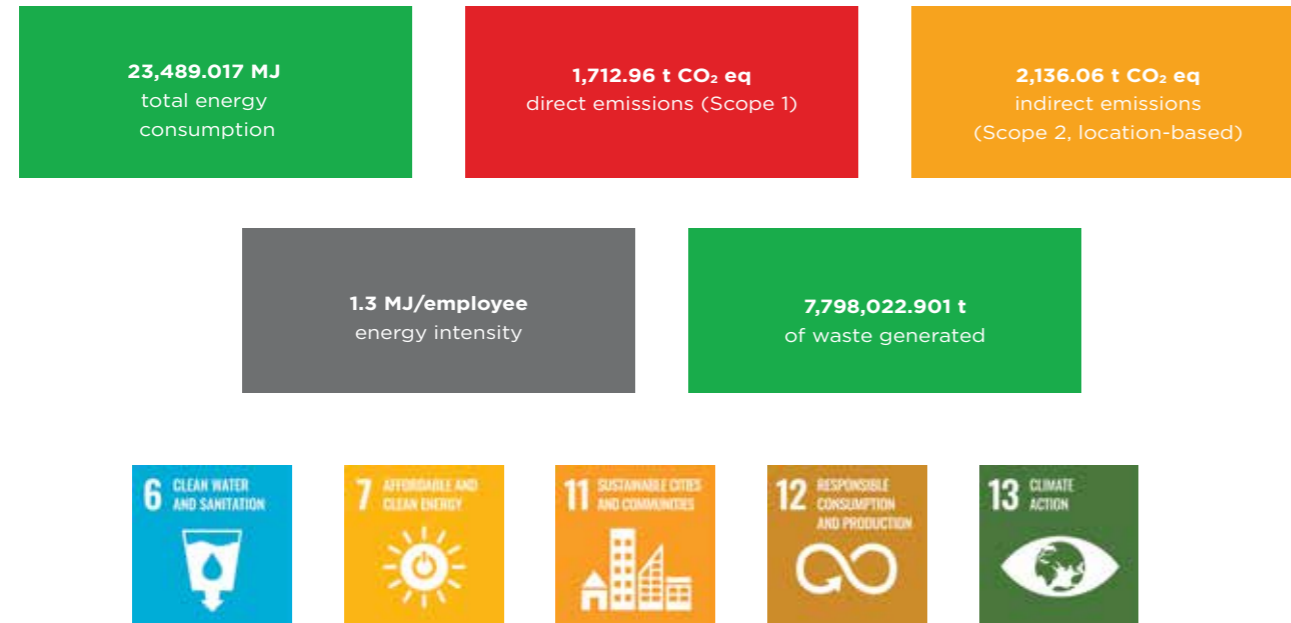 23,489.017 MJ
total energy
consumption
1,712.96 t CO₂ eq
direct emissions (Scope 1)
2,136.06 t CO₂ eq
indirect emissions
(Scope 2, location-based)
1.3 MJ/employee
energy intensity
7,798,022.901 t
of waste generated
6 CLEAN WATER
AND SANITATION
7 AFFORDABLE AND
CLEAN ENERGY
11 SUSTAINABLE CITIES
AND COMMUNITIES
12 RESPONSIBLE
CONSUMPTION
AND PRODUCTION
13 CLIMATE
ACTION